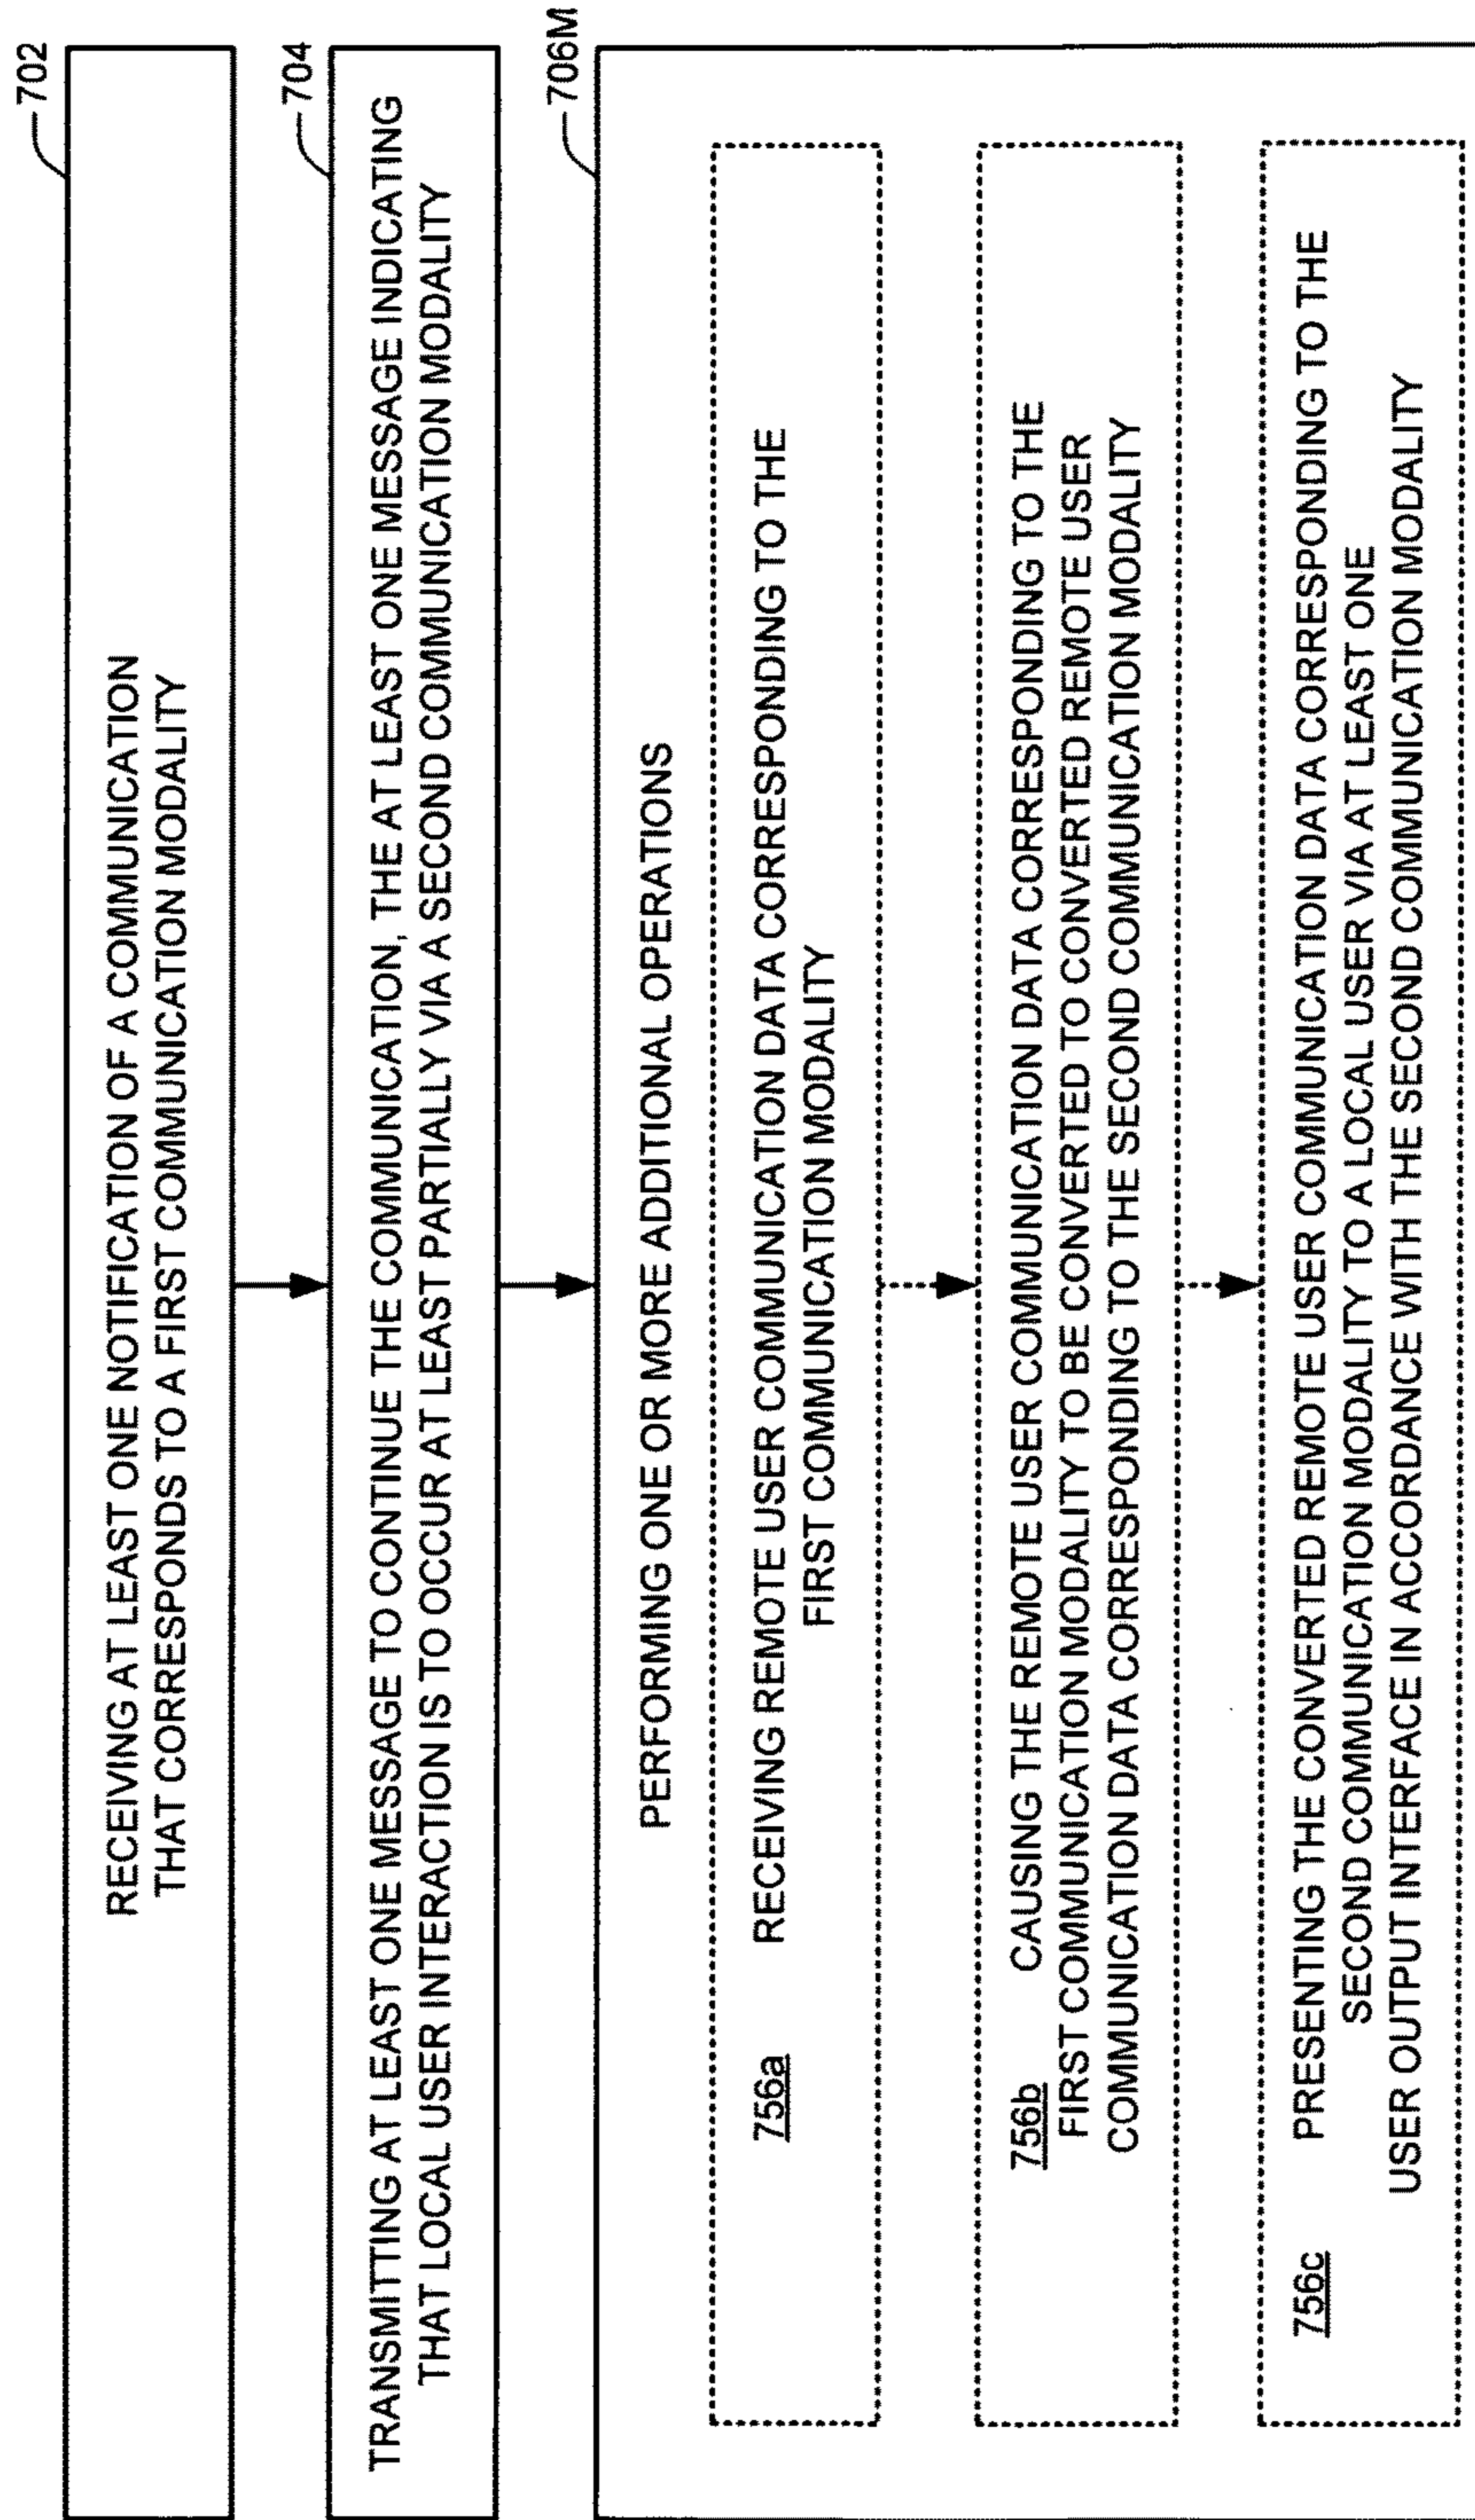 702
RECEIVING AT LEAST ONE NOTIFICATION OF A COMMUNICATION
THAT CORRESPONDS TO A FIRST COMMUNICATION MODALITY
704
TRANSMITTING AT LEAST ONE MESSAGE TO CONTINUE THE COMMUNICATION, THE AT LEAST ONE MESSAGE INDICATING
THAT LOCAL USER INTERACTION IS TO OCCUR AT LEAST PARTIALLY VIA A SECOND COMMUNICATION MODALITY
706M
PERFORMING ONE OR MORE ADDITIONAL OPERATIONS
756a RECEIVING REMOTE USER COMMUNICATION DATA CORRESPONDING TO THE
FIRST COMMUNICATION MODALITY
756b CAUSING THE REMOTE USER COMMUNICATION DATA CORRESPONDING TO THE
FIRST COMMUNICATION MODALITY TO BE CONVERTED TO CONVERTED REMOTE USER
COMMUNICATION DATA CORRESPONDING TO THE SECOND COMMUNICATION MODALITY
756c PRESENTING THE CONVERTED REMOTE USER COMMUNICATION DATA CORRESPONDING TO THE
SECOND COMMUNICATION MODALITY TO A LOCAL USER VIA AT LEAST ONE
USER OUTPUT INTERFACE IN ACCORDANCE WITH THE SECOND COMMUNICATION MODALITY